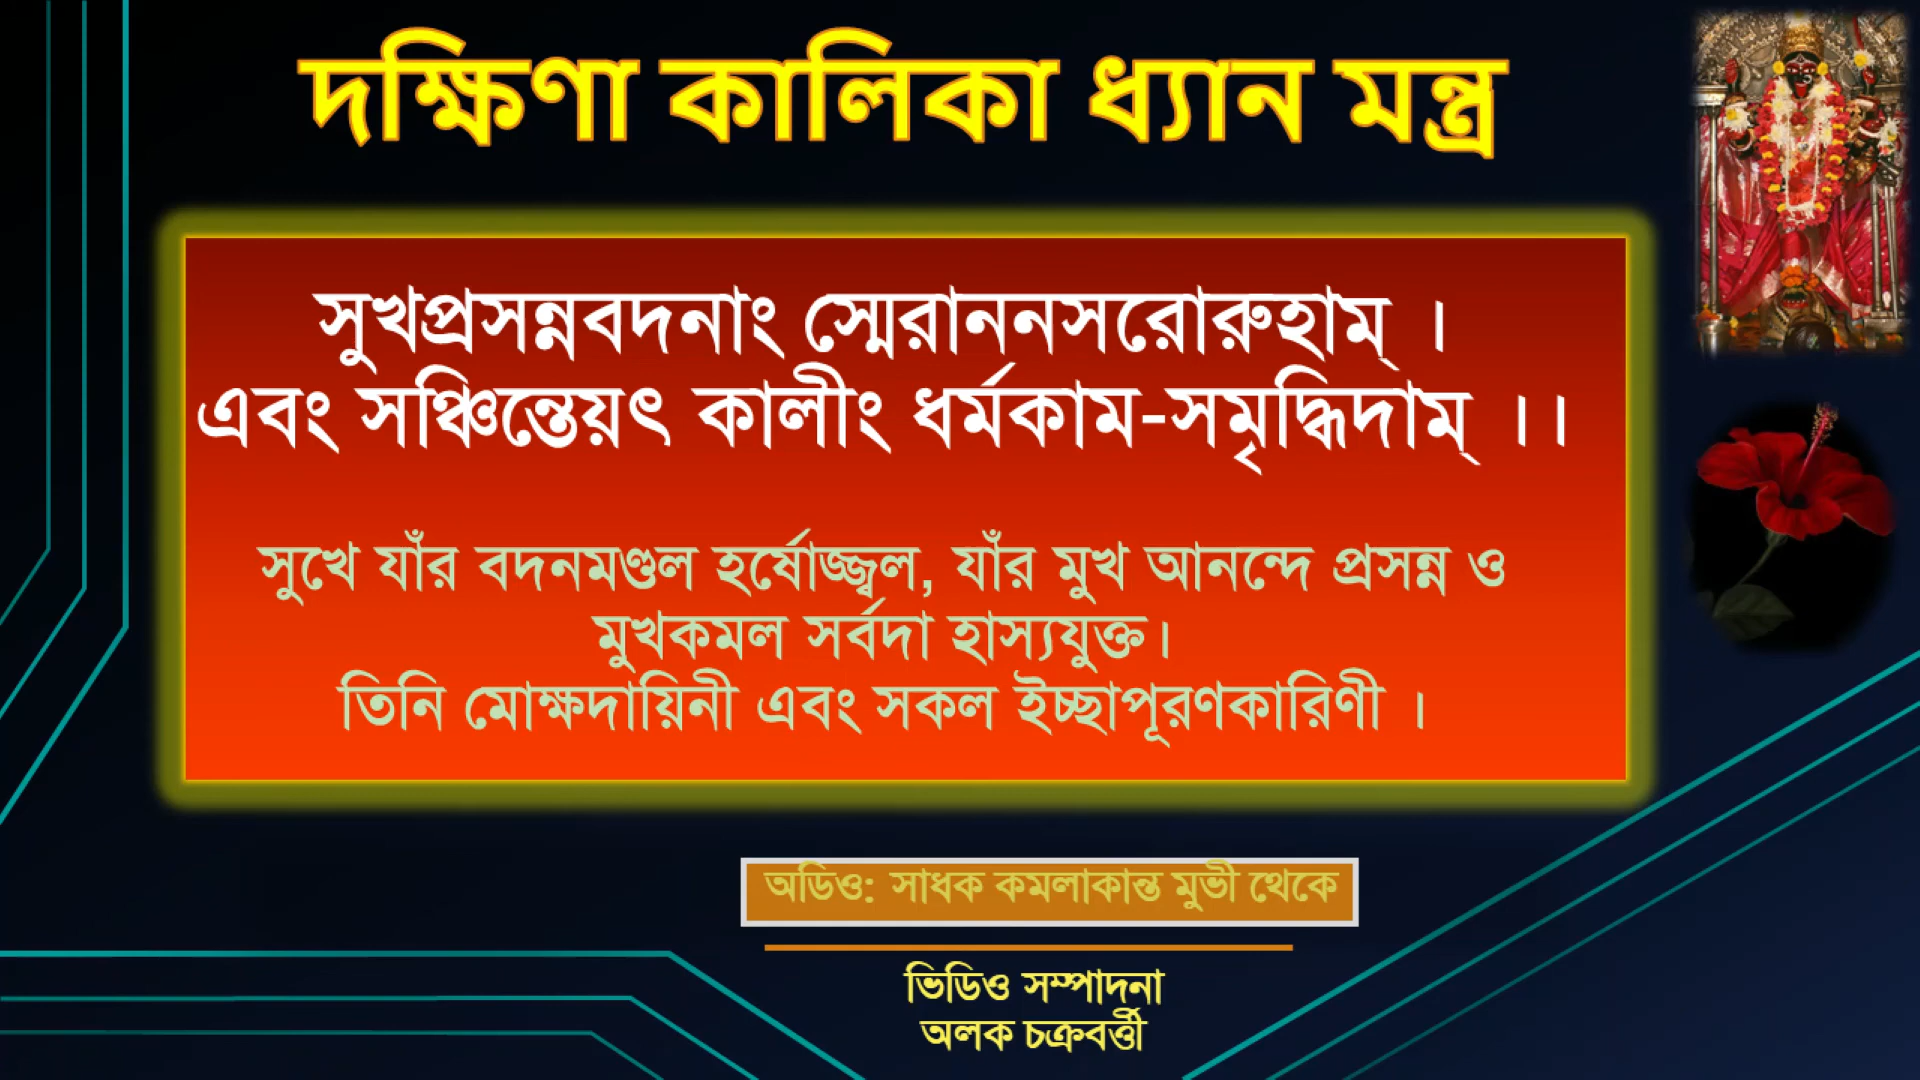 দক্ষিণা কালিকা ধ্যান মন্ত্র
সুখপ্রসন্নবদনাং স্মেরাননসরোরুহাম্ ।
এবং সঞ্চিন্তেয়ৎ কালীং ধর্মকাম-সমৃদ্ধিদাম্ ।।
সুখে যাঁর বদনমণ্ডল হর্ষোজ্জ্বল, যাঁর মুখ আনন্দে প্রসন্ন ও
মুখকমল সর্বদা হাস্যযুক্ত।
তিনি মোক্ষদায়িনী এবং সকল ইচ্ছাপূরণকারিণী ।
অডিও: সাধক কমলাকান্ত মুভী থেকে
ভিডিও সম্পাদনা
অলক চক্রবর্ত্তী